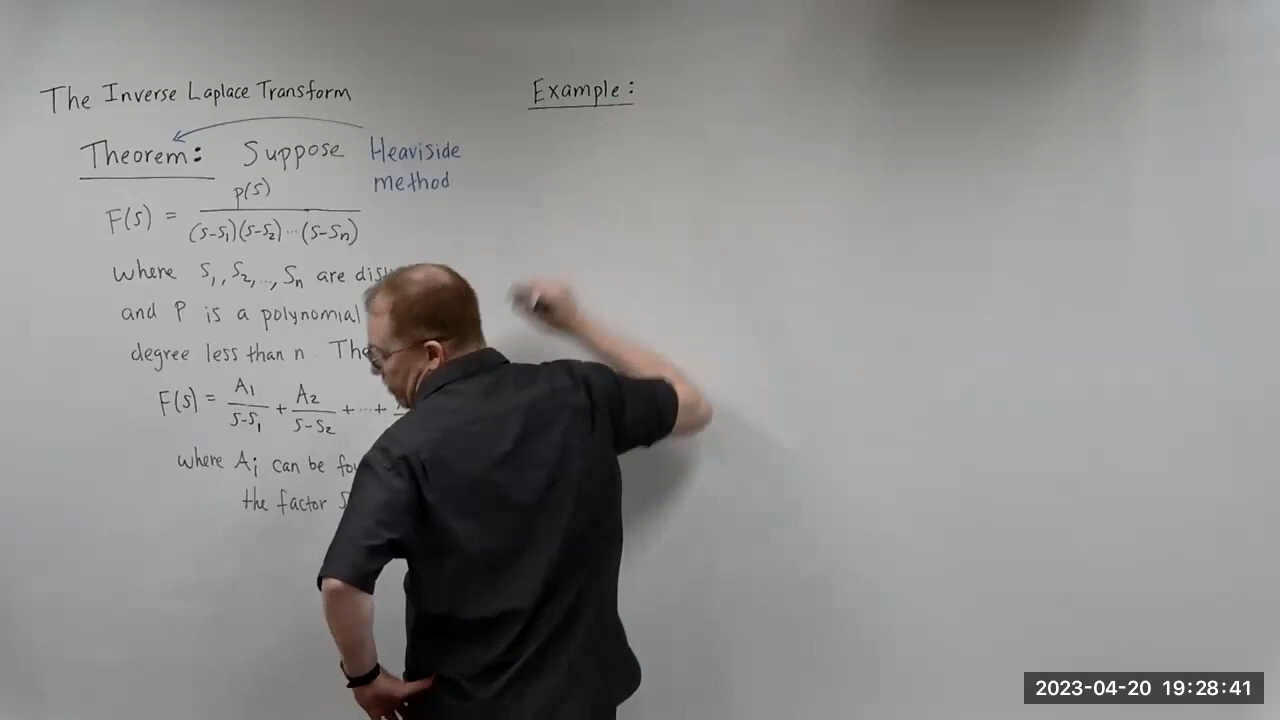 The Inverse Laplace Transform
Theorem: Suppose
Heaviside
method
F(s) = p(s) / (s-s₁)(s-s₂)...(s-sₙ)
where s₁, s₂, ..., sₙ are
and P is a polynomial
degree less than n. The
F(s) = A₁/(s-s₁) + A₂/(s-s₂) + ... +
where Aᵢ can be
the factor
Example:
2023-04-20 19:28:41